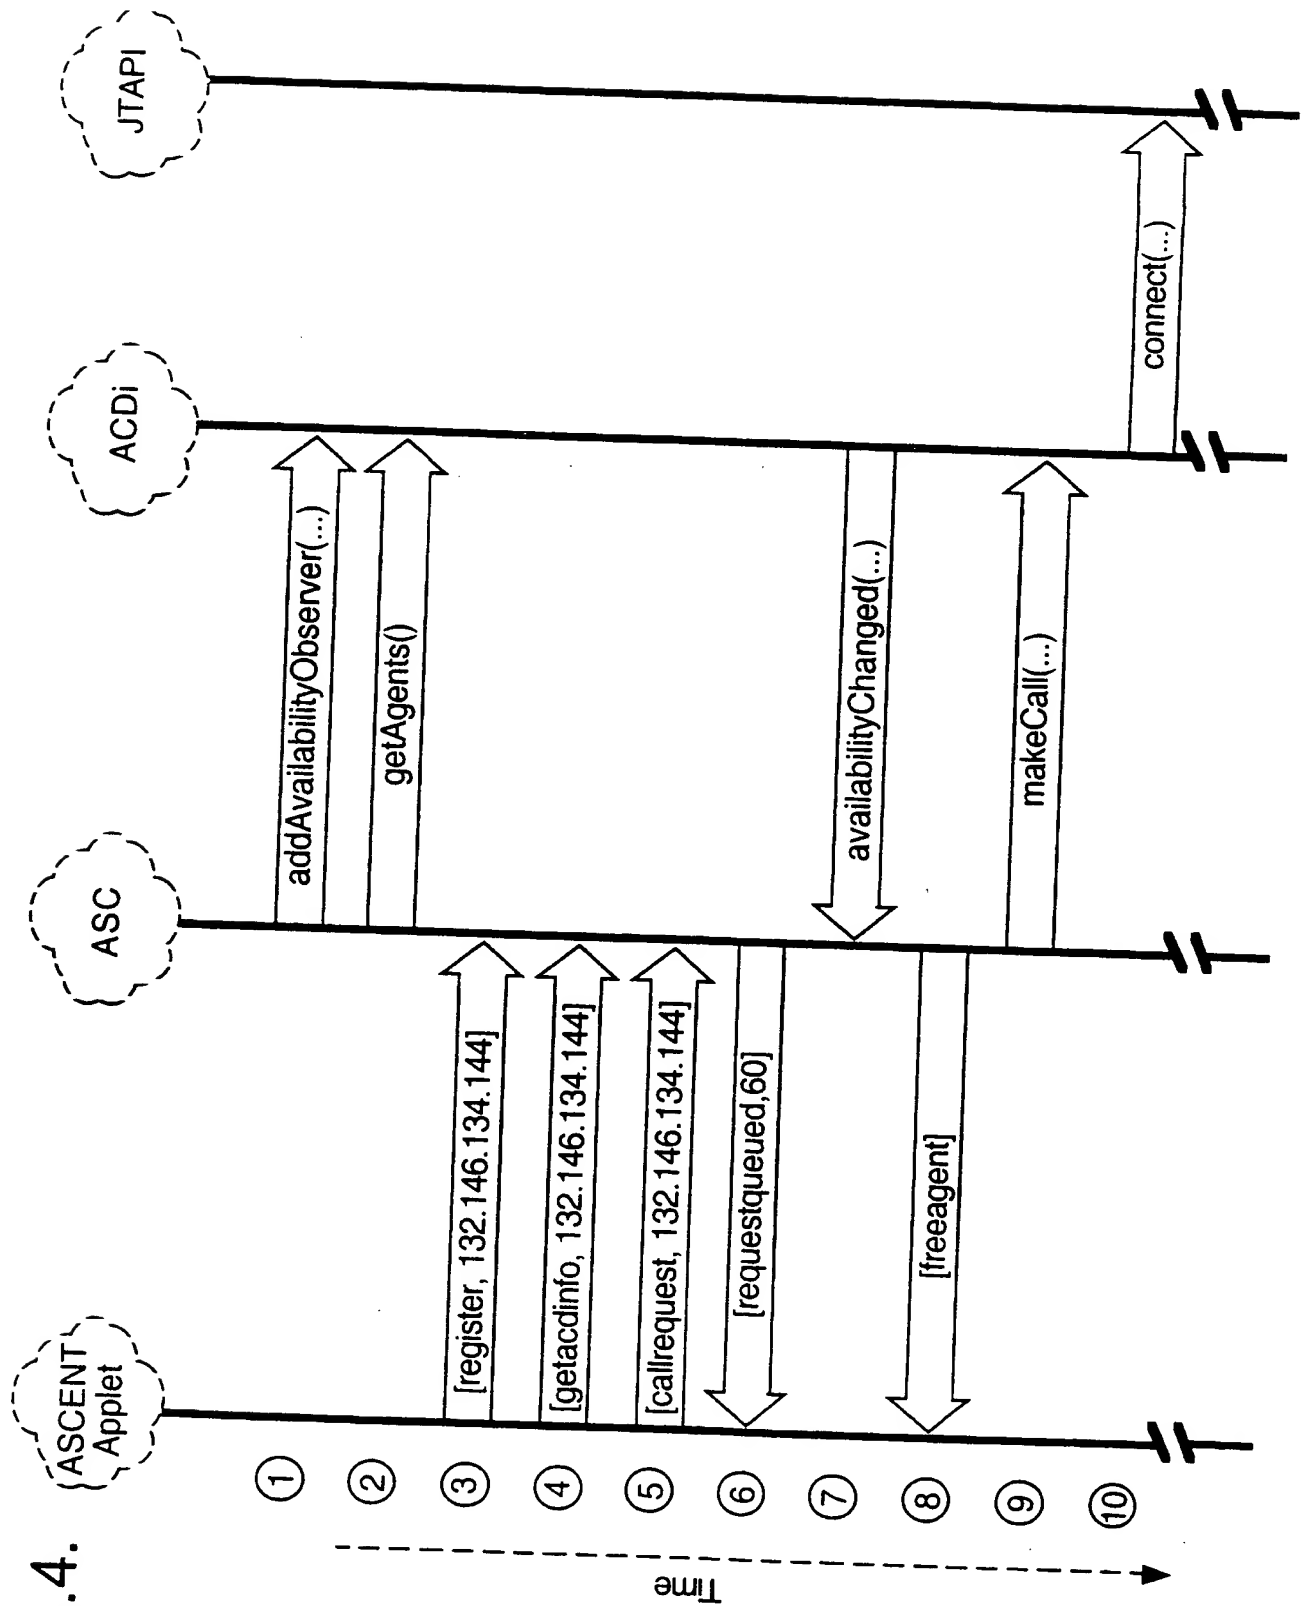 .4.
ASCENT
Applet
ASC
ACDi
JTAPI
Time
1
addAvailabilityObserver(...)
2
getAgents()
3
[register, 132.146.134.144]
4
[getacdinfo, 132.146.134.144]
5
[callrequest, 132.146.134.144]
6
[requestqueued,60]
7
availabilityChanged(...)
8
[freeagent]
9
makeCall(...)
10
connect(...)